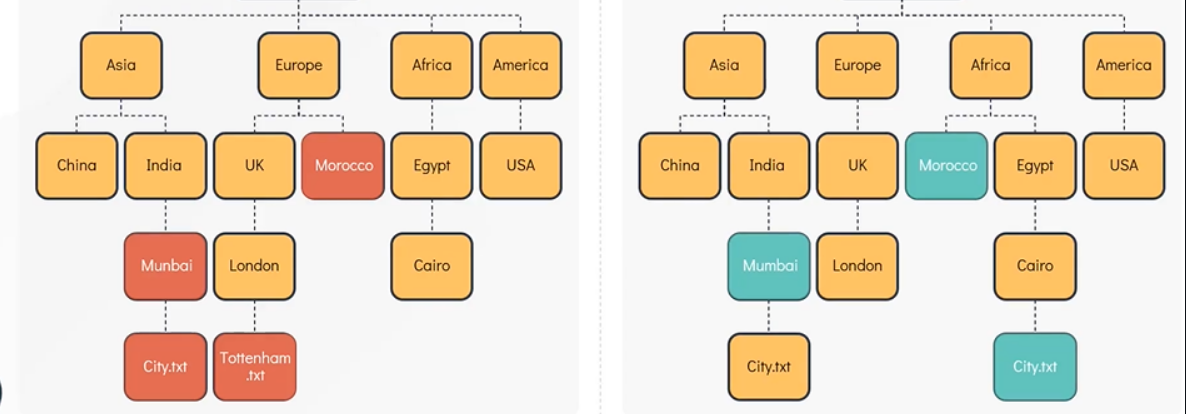 Asia
Europe
Africa
America
China
India
UK
Morocco
Egypt
USA
Munbai
London
Cairo
City.txt
Tottenham
.txt
Asia
Europe
Africa
America
China
India
UK
Morocco
Egypt
USA
Mumbai
London
Cairo
City.txt
City.txt